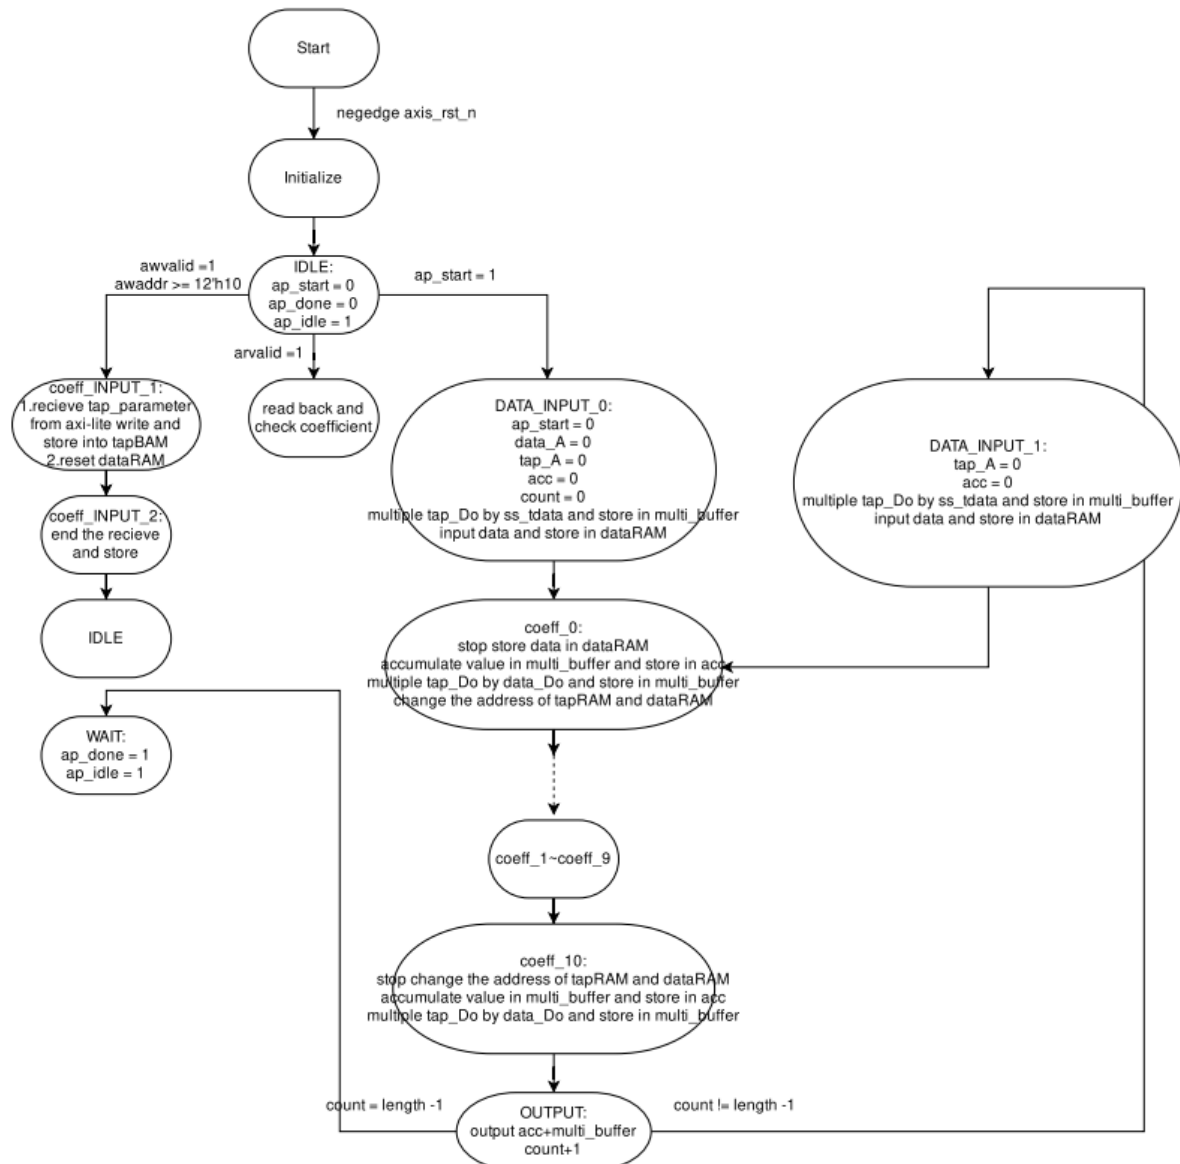 Start
negedge axis_rst_n
Initialize
awvalid =1
awaddr >= 12'h10
IDLE:
ap_start = 0
ap_done = 0
ap_idle = 1
ap_start = 1
arvalid =1
coeff_INPUT_1:
1.recieve tap_parameter
from axi-lite write and
store into tapBAM
2.reset dataRAM
read back and
check coefficient
DATA_INPUT_0:
ap_start = 0
data_A = 0
tap_A = 0
acc = 0
count = 0
multiple tap_Do by ss_tdata and store in multi_buffer
input data and store in dataRAM
DATA_INPUT_1:
tap_A = 0
acc = 0
multiple tap_Do by ss_tdata and store in multi_buffer
input data and store in dataRAM
coeff_INPUT_2:
end the recieve
and store
IDLE
coeff_0:
stop store data in dataRAM
accumulate value in multi_buffer and store in acc
multiple tap_Do by data_Do and store in multi_buffer
change the address of tapRAM and dataRAM
WAIT:
ap_done = 1
ap_idle = 1
coeff_1~coeff_9
coeff_10:
stop change the address of tapRAM and dataRAM
accumulate value in multi_buffer and store in acc
multiple tap_Do by data_Do and store in multi_buffer
count = length -1
OUTPUT:
output acc+multi_buffer
count+1
count != length -1